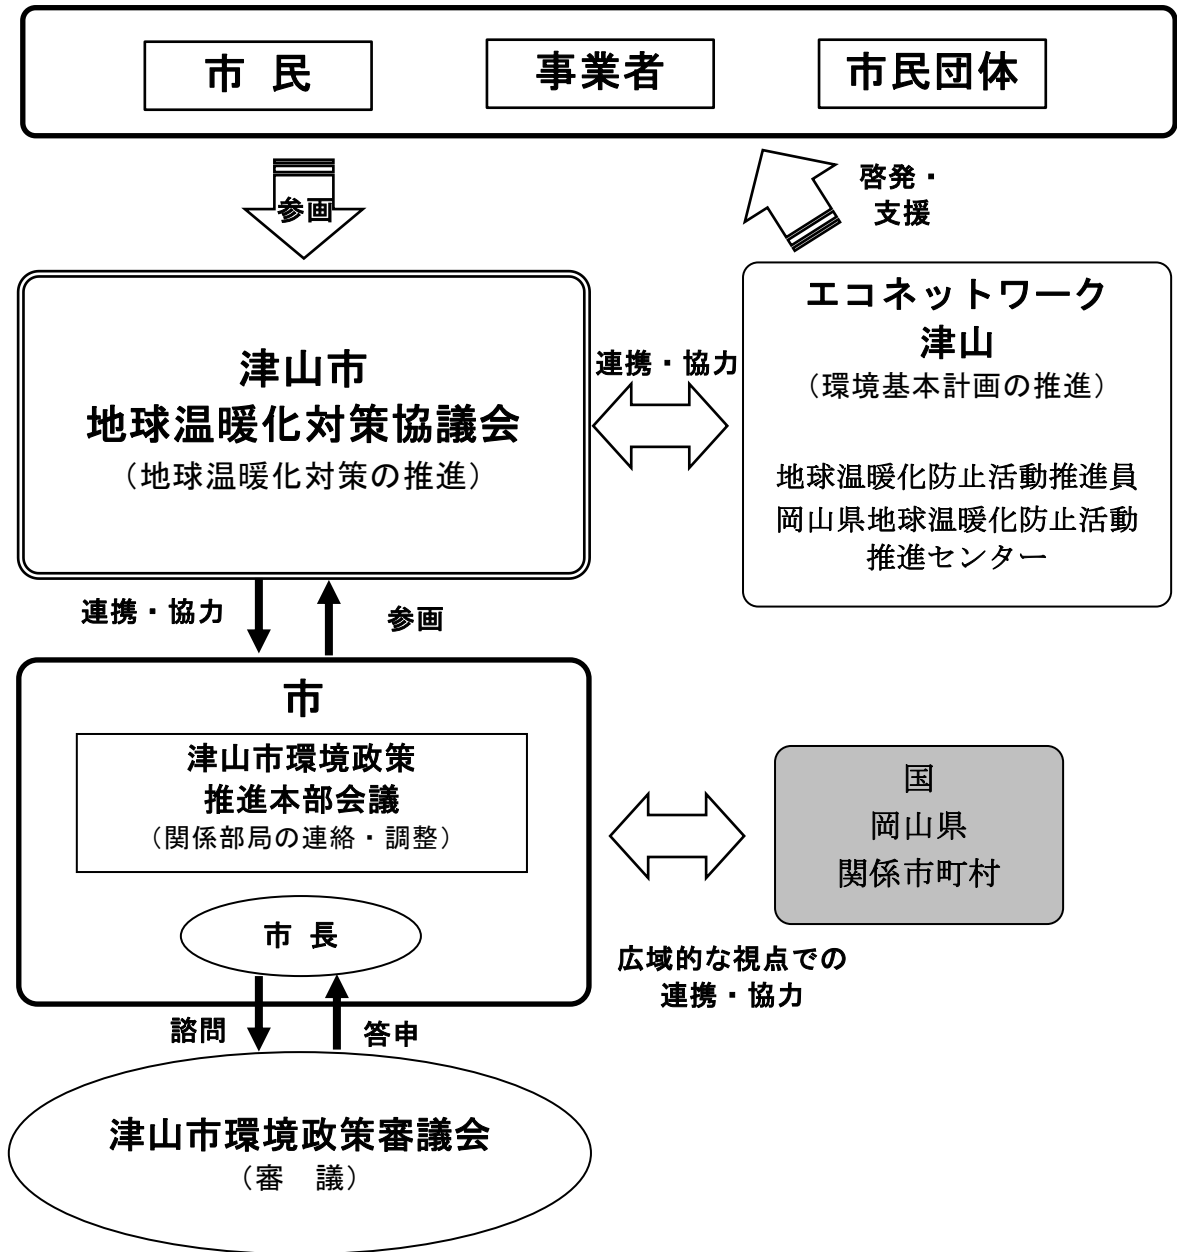 市 民
事業者
市民団体
参画
啓発・
支援
津山市
地球温暖化対策協議会
（地球温暖化対策の推進）
連携・協力
エコネットワーク
津山
（環境基本計画の推進）
地球温暖化防止活動推進員
岡山県地球温暖化防止活動
推進センター
連携・協力
参画
市
津山市環境政策
推進本部会議
（関係部局の連絡・調整）
市 長
国
岡山県
関係市町村
広域的な視点での
連携・協力
諮問
答申
津山市環境政策審議会
（審　議）